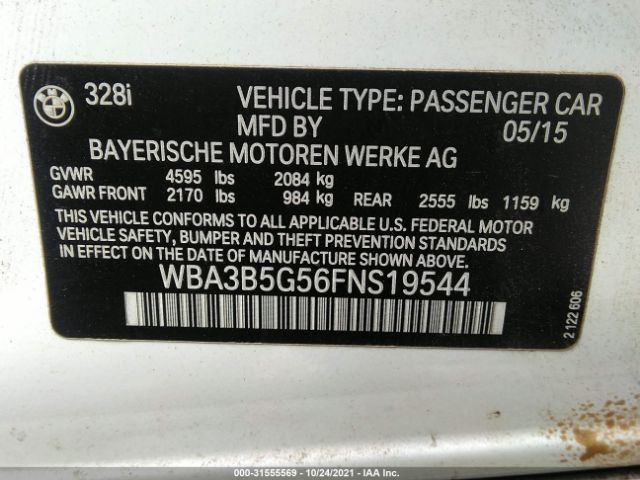 BMW 328i VEHICLE TYPE: PASSENGER CAR
MFD BY 05/15
BAYERISCHE MOTOREN WERKE AG
GVWR 4595 lbs 2084 kg
GAWR FRONT 2170 lbs 984 kg REAR 2555 lbs 1159 kg
THIS VEHICLE CONFORMS TO ALL APPLICABLE U.S. FEDERAL MOTOR
VEHICLE SAFETY, BUMPER AND THEFT PREVENTION STANDARDS
IN EFFECT ON THE DATE OF MANUFACTURE SHOWN ABOVE.
WBA3B5G56FNS19544
2 122 606
000-31555569 - 10/24/2021 - IAA Inc.